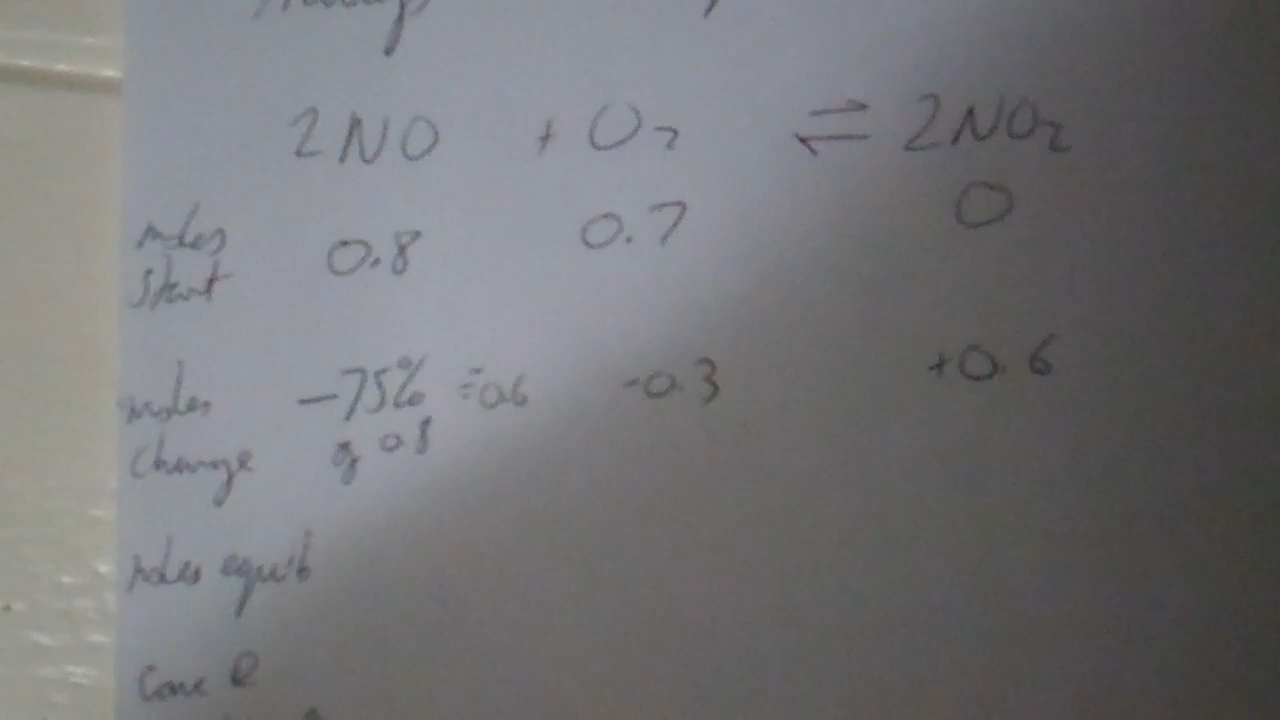 2NO + O₂ ⇌ 2NO₂
moles start 0.8 0.7 0
moles change -75% of 0.8 = -0.6 -0.3 +0.6
moles equib
Conc @